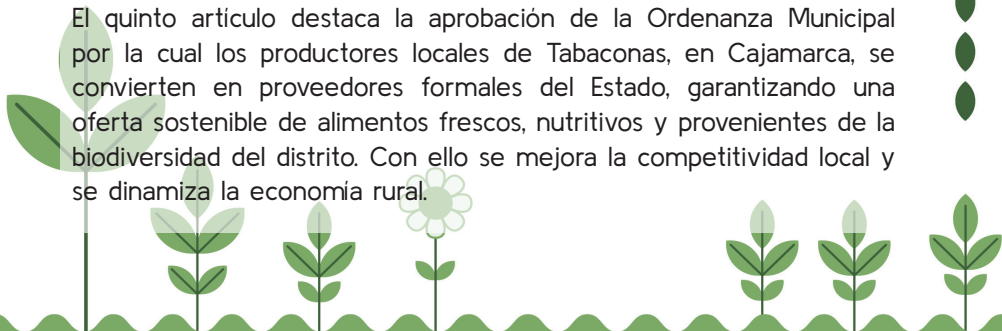 El quinto artículo destaca la aprobación de la Ordenanza Municipal
por la cual los productores locales de Tabaconas, en Cajamarca, se
convierten en proveedores formales del Estado, garantizando una
oferta sostenible de alimentos frescos, nutritivos y provenientes de la
biodiversidad del distrito. Con ello se mejora la competitividad local y
se dinamiza la economía rural.